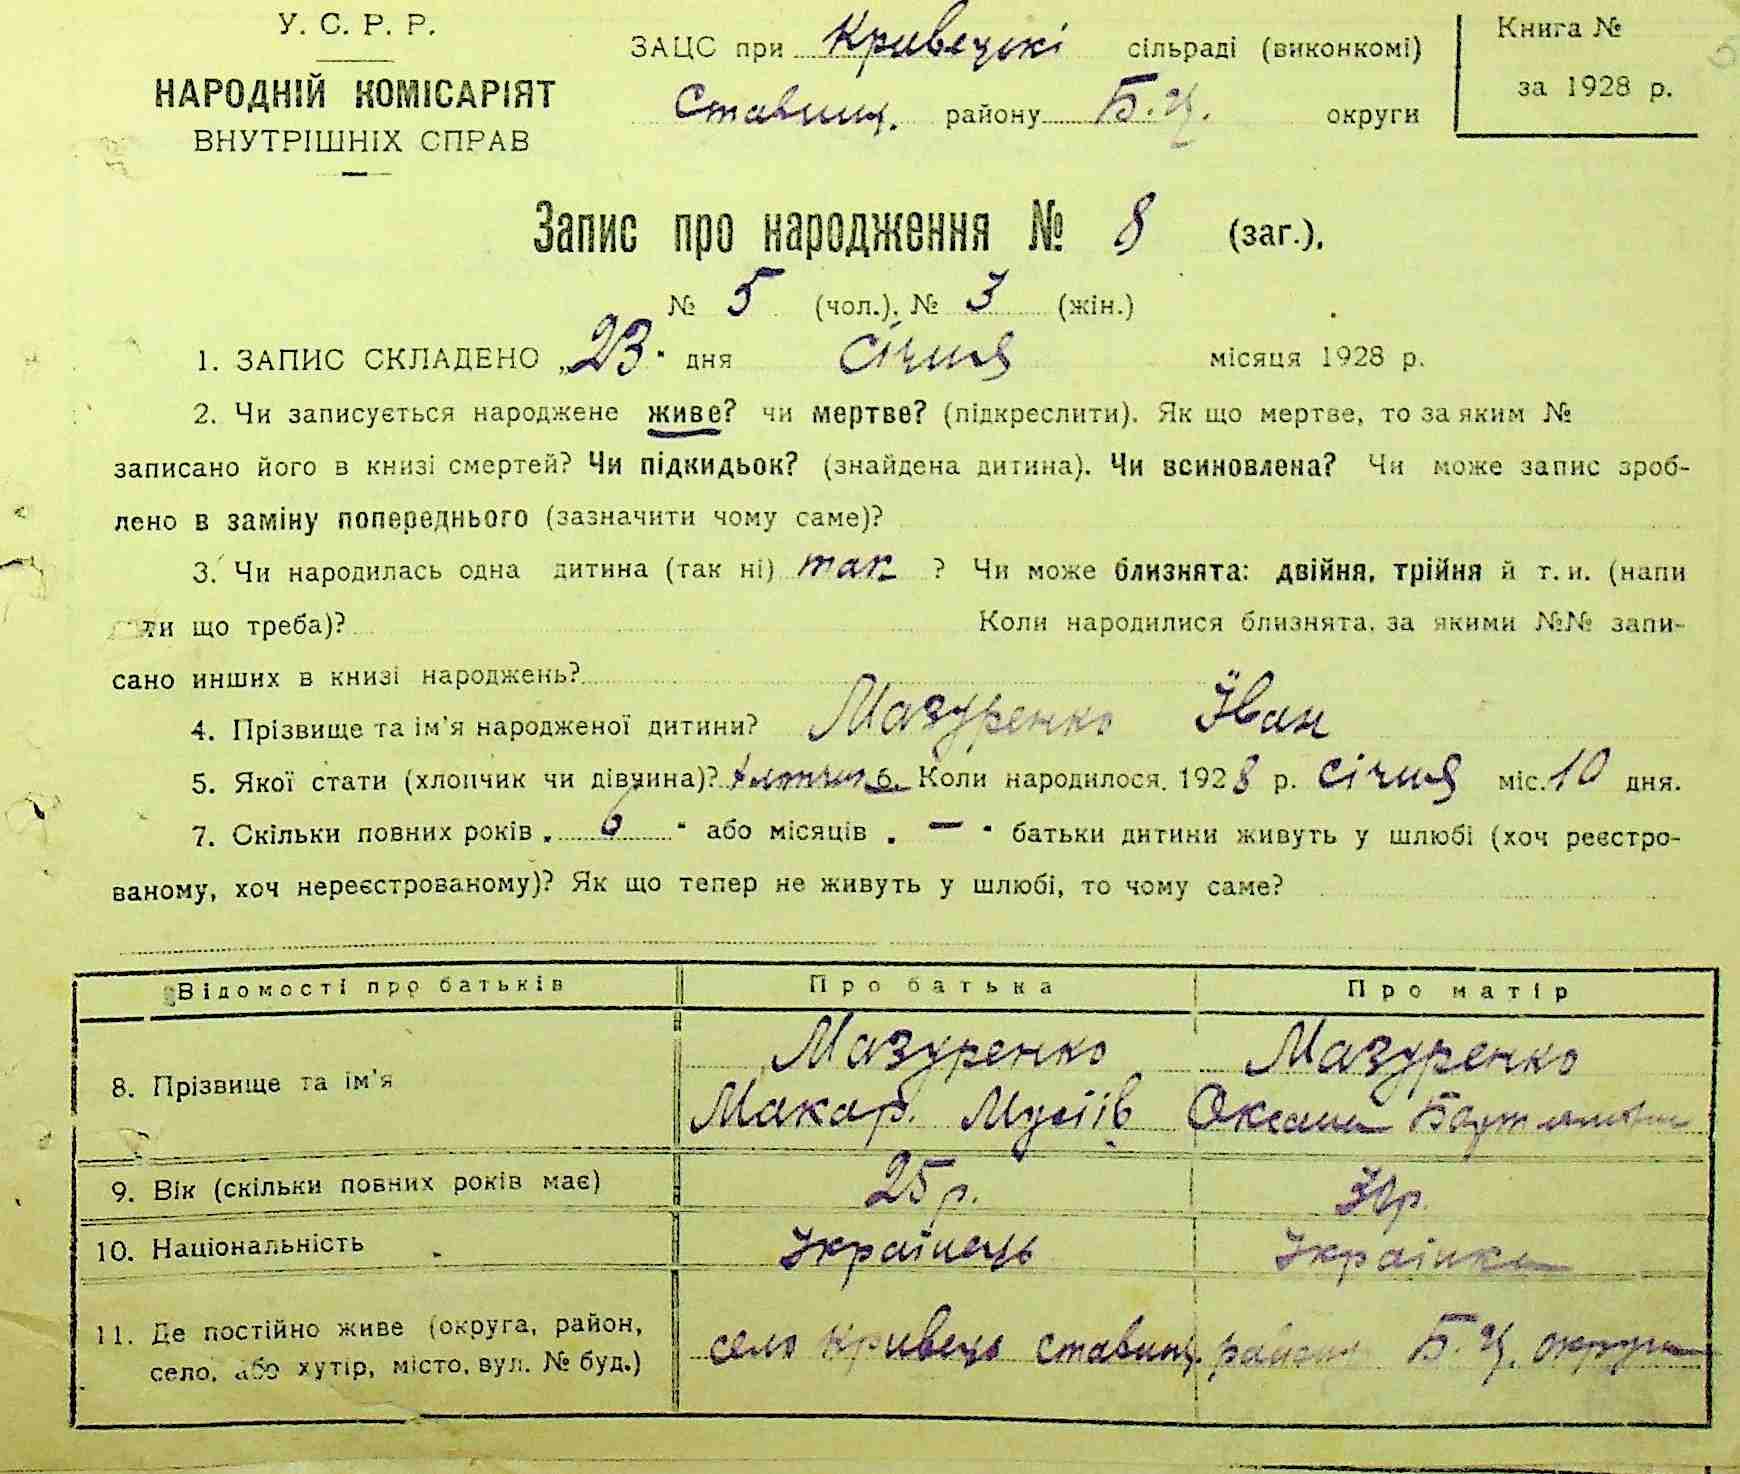 У. С. Р. Р.
НАРОДНІЙ КОМІСАРІЯТ
ВНУТРІШНІХ СПРАВ
ЗАЦС при Кривецькі сільраді (виконкомі)
Ставищ. району Б.Ц. округи
Книга №
за 1928 р.
Запис про народження № 8 (заг.).
№ 5 (чол.). № 3 (жін.)
1. ЗАПИС СКЛАДЕНО „23" дня січня місяця 1928 р.
2. Чи записується народжене живе? чи мертве? (підкреслити). Як що мертве, то за яким №
записано його в книзі смертей? Чи підкидьок? (знайдена дитина). Чи всиновлена? Чи може запис зроб-
лено в заміну попереднього (зазначити чому саме)?
3. Чи народилась одна дитина (так ні) так ? Чи може близнята: двійня, трійня й т. и. (напи
ти що треба)? Коли народилися близнята, за якими №№ запи-
сано инших в книзі народжень?
4. Прізвище та ім'я народженої дитини? Мазуренко Іван
5. Якої стати (хлопчик чи дівчина)? хлопчик 6. Коли народилося. 1928 р. січня міс. 10 дня.
7. Скільки повних років „ 6 " або місяців „ — " батьки дитини живуть у шлюбі (хоч реєстро-
ваному, хоч нереєстрованому)? Як що тепер не живуть у шлюбі, то чому саме?
Відомості про батьків Про батька Про матір
8. Прізвище та ім'я Мазуренко Мазуренко
Макар. Мусіїв Оксана
9. Вік (скільки повних років має) 25 р. 30 р.
10. Національність Українець Українка
11. Де постійно живе (округа, район,
село, або хутір, місто, вул. № буд.) село Кривець ставищ. району Б.Ц. округи